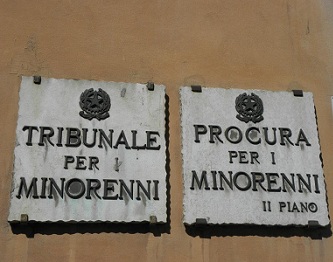 TRIBUNALE
PER I
MINORENNI
PROCURA
PER I
MINORENNI
II PIANO